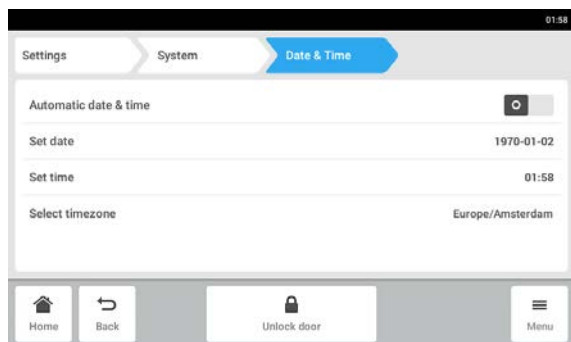 01:58
Settings System Date & Time
Automatic date & time
Set date 1970-01-02
Set time 01:58
Select timezone Europe/Amsterdam
Home Back Unlock door Menu